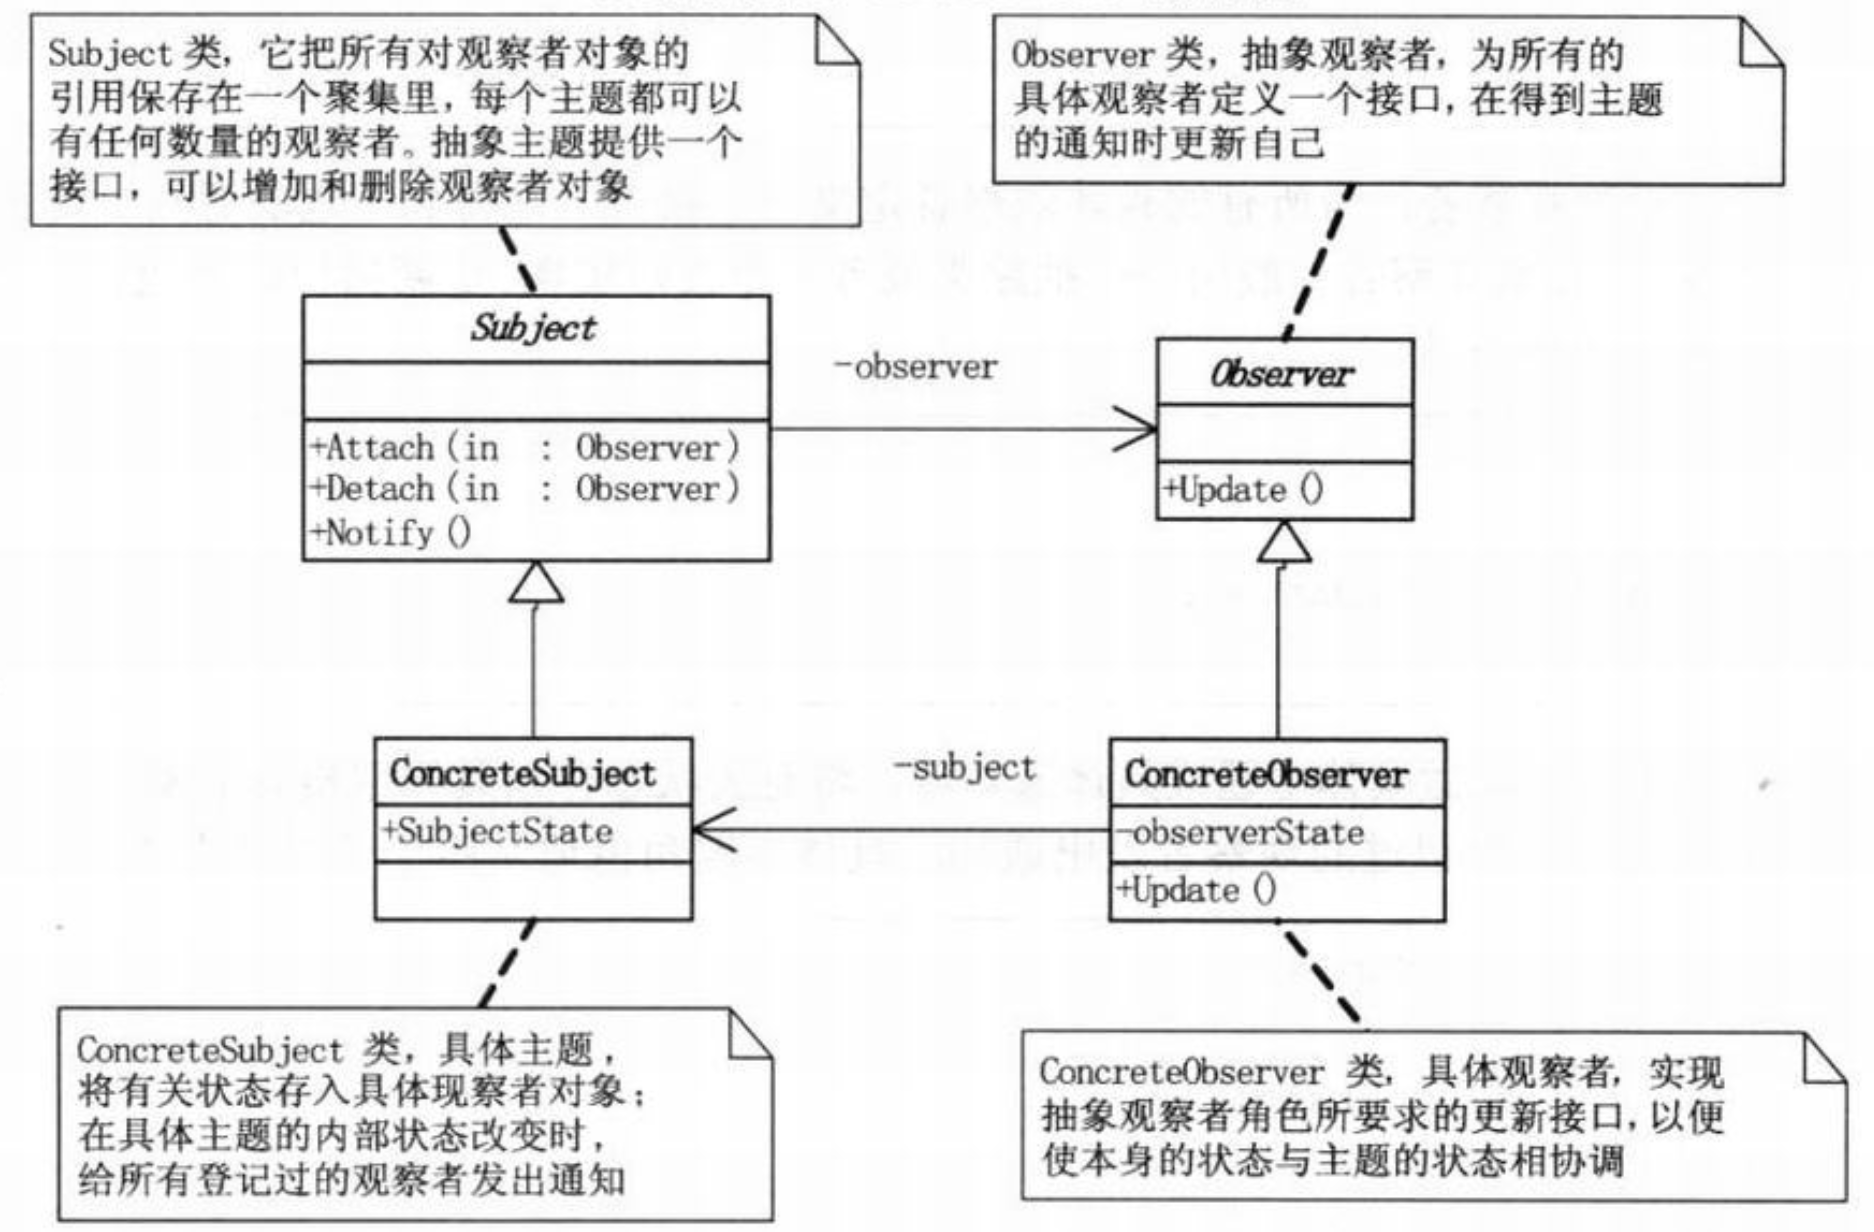 Subject 类，它把所有对观察者对象的
引用保存在一个聚集里，每个主题都可以
有任何数量的观察者。抽象主题提供一个
接口，可以增加和删除观察者对象
Observer 类，抽象观察者，为所有的
具体观察者定义一个接口，在得到主题
的通知时更新自己
Subject
+Attach(in : Observer)
+Detach(in : Observer)
+Notify()
-observer
Observer
+Update()
ConcreteSubject
+SubjectState
-subject
ConcreteObserver
-observerState
+Update()
ConcreteSubject 类，具体主题，
将有关状态存入具体现察者对象；
在具体主题的内部状态改变时，
给所有登记过的观察者发出通知
ConcreteObserver 类，具体观察者，实现
抽象观察者角色所要求的更新接口，以便
使本身的状态与主题的状态相协调